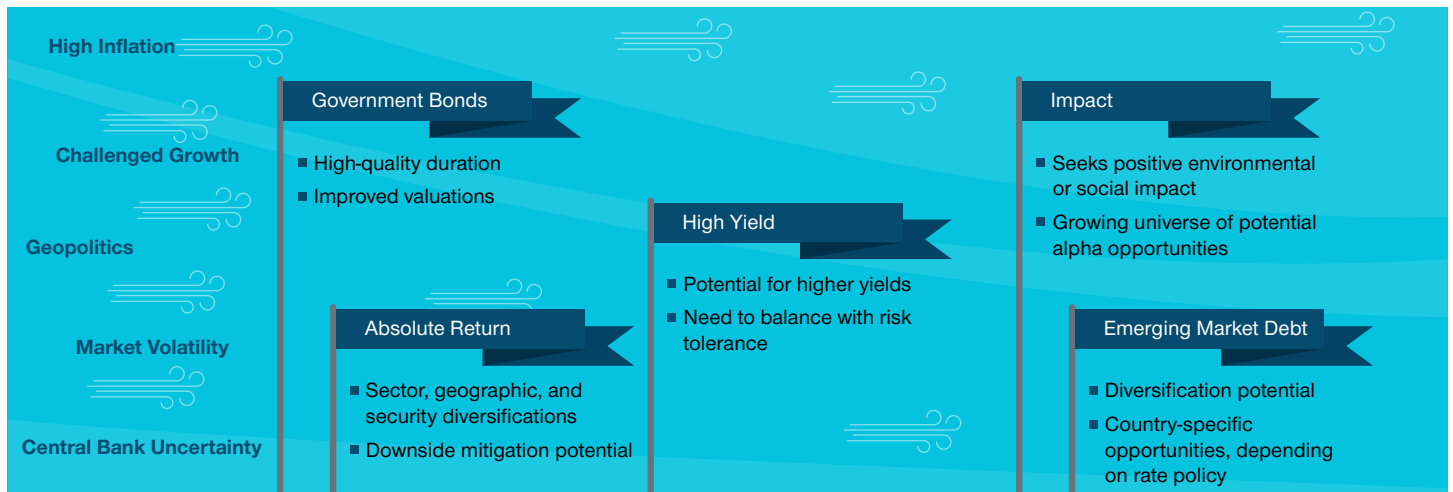 High Inflation
Challenged Growth
Geopolitics
Market Volatility
Central Bank Uncertainty
Government Bonds
■ High-quality duration
■ Improved valuations
Absolute Return
■ Sector, geographic, and
security diversifications
■ Downside mitigation potential
High Yield
■ Potential for higher yields
■ Need to balance with risk
tolerance
Impact
■ Seeks positive environmental
or social impact
■ Growing universe of potential
alpha opportunities
Emerging Market Debt
■ Diversification potential
■ Country-specific
opportunities, depending
on rate policy